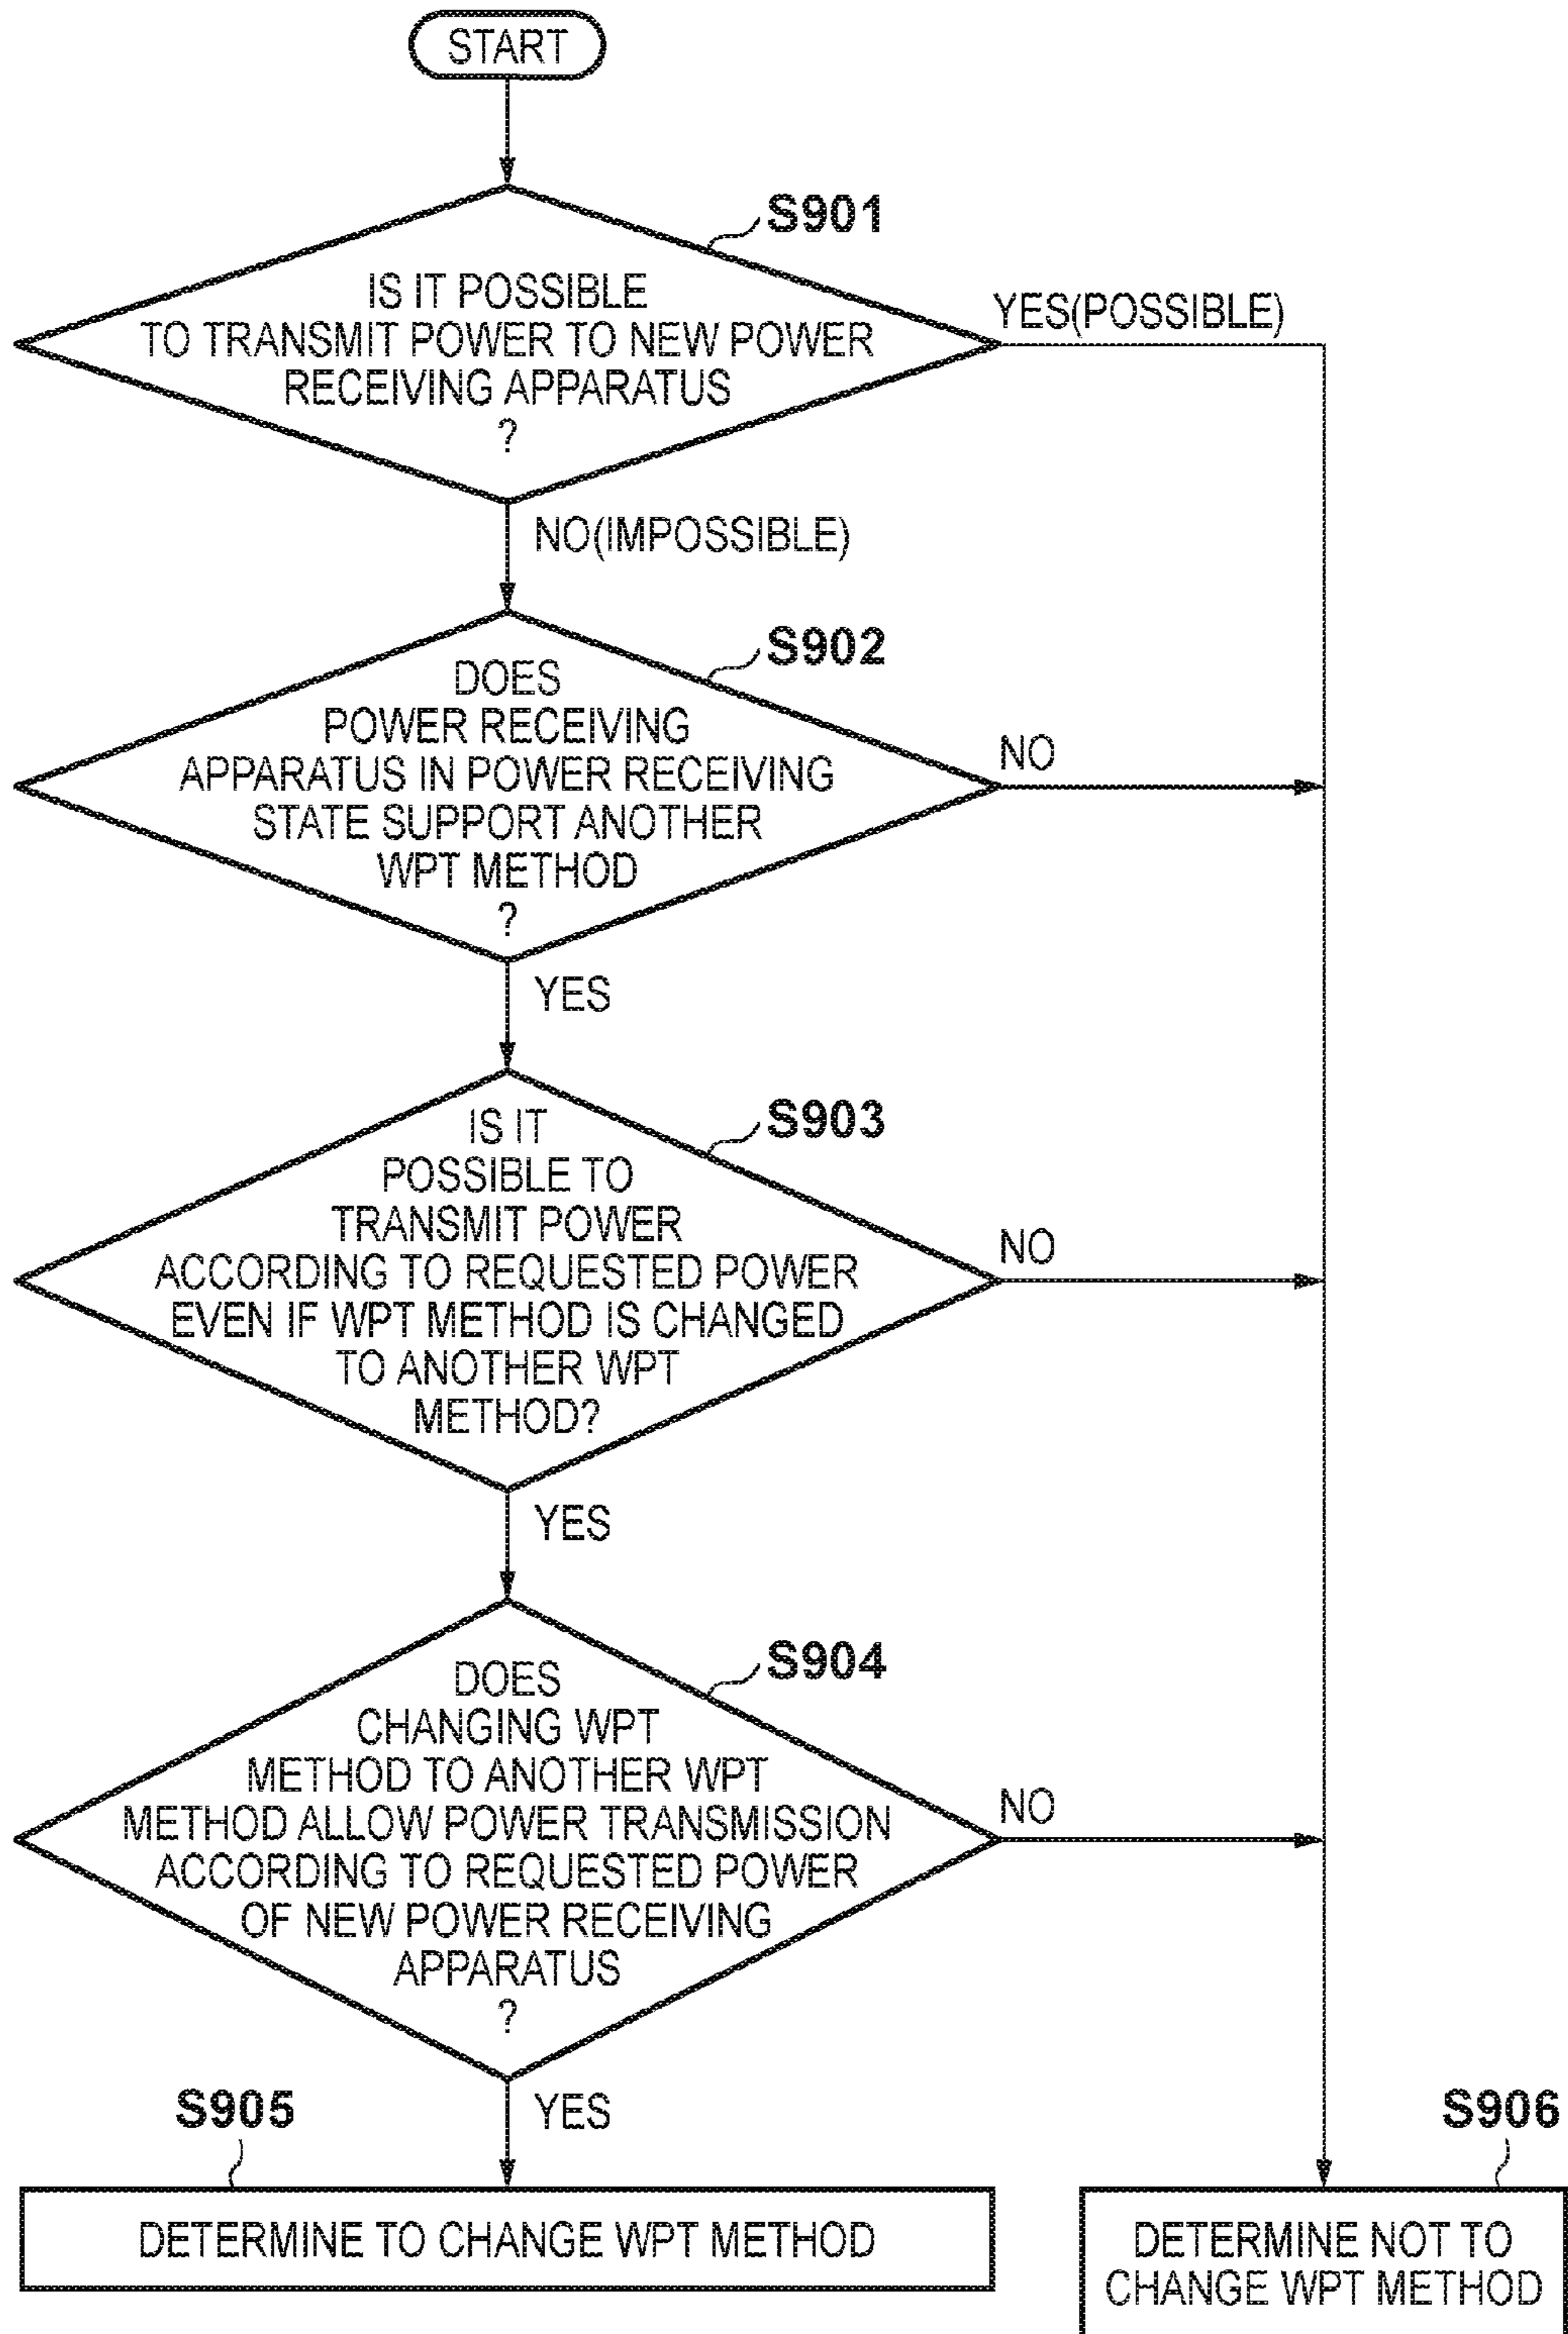 START
S901
IS IT POSSIBLE
TO TRANSMIT POWER TO NEW POWER
RECEIVING APPARATUS
?
YES(POSSIBLE)
NO(IMPOSSIBLE)
S902
DOES
POWER RECEIVING
APPARATUS IN POWER RECEIVING
STATE SUPPORT ANOTHER
WPT METHOD
?
NO
YES
S903
IS IT
POSSIBLE TO
TRANSMIT POWER
ACCORDING TO REQUESTED POWER
EVEN IF WPT METHOD IS CHANGED
TO ANOTHER WPT
METHOD?
NO
YES
S904
DOES
CHANGING WPT
METHOD TO ANOTHER WPT
METHOD ALLOW POWER TRANSMISSION
ACCORDING TO REQUESTED POWER
OF NEW POWER RECEIVING
APPARATUS
?
NO
YES
S905
DETERMINE TO CHANGE WPT METHOD
S906
DETERMINE NOT TO
CHANGE WPT METHOD